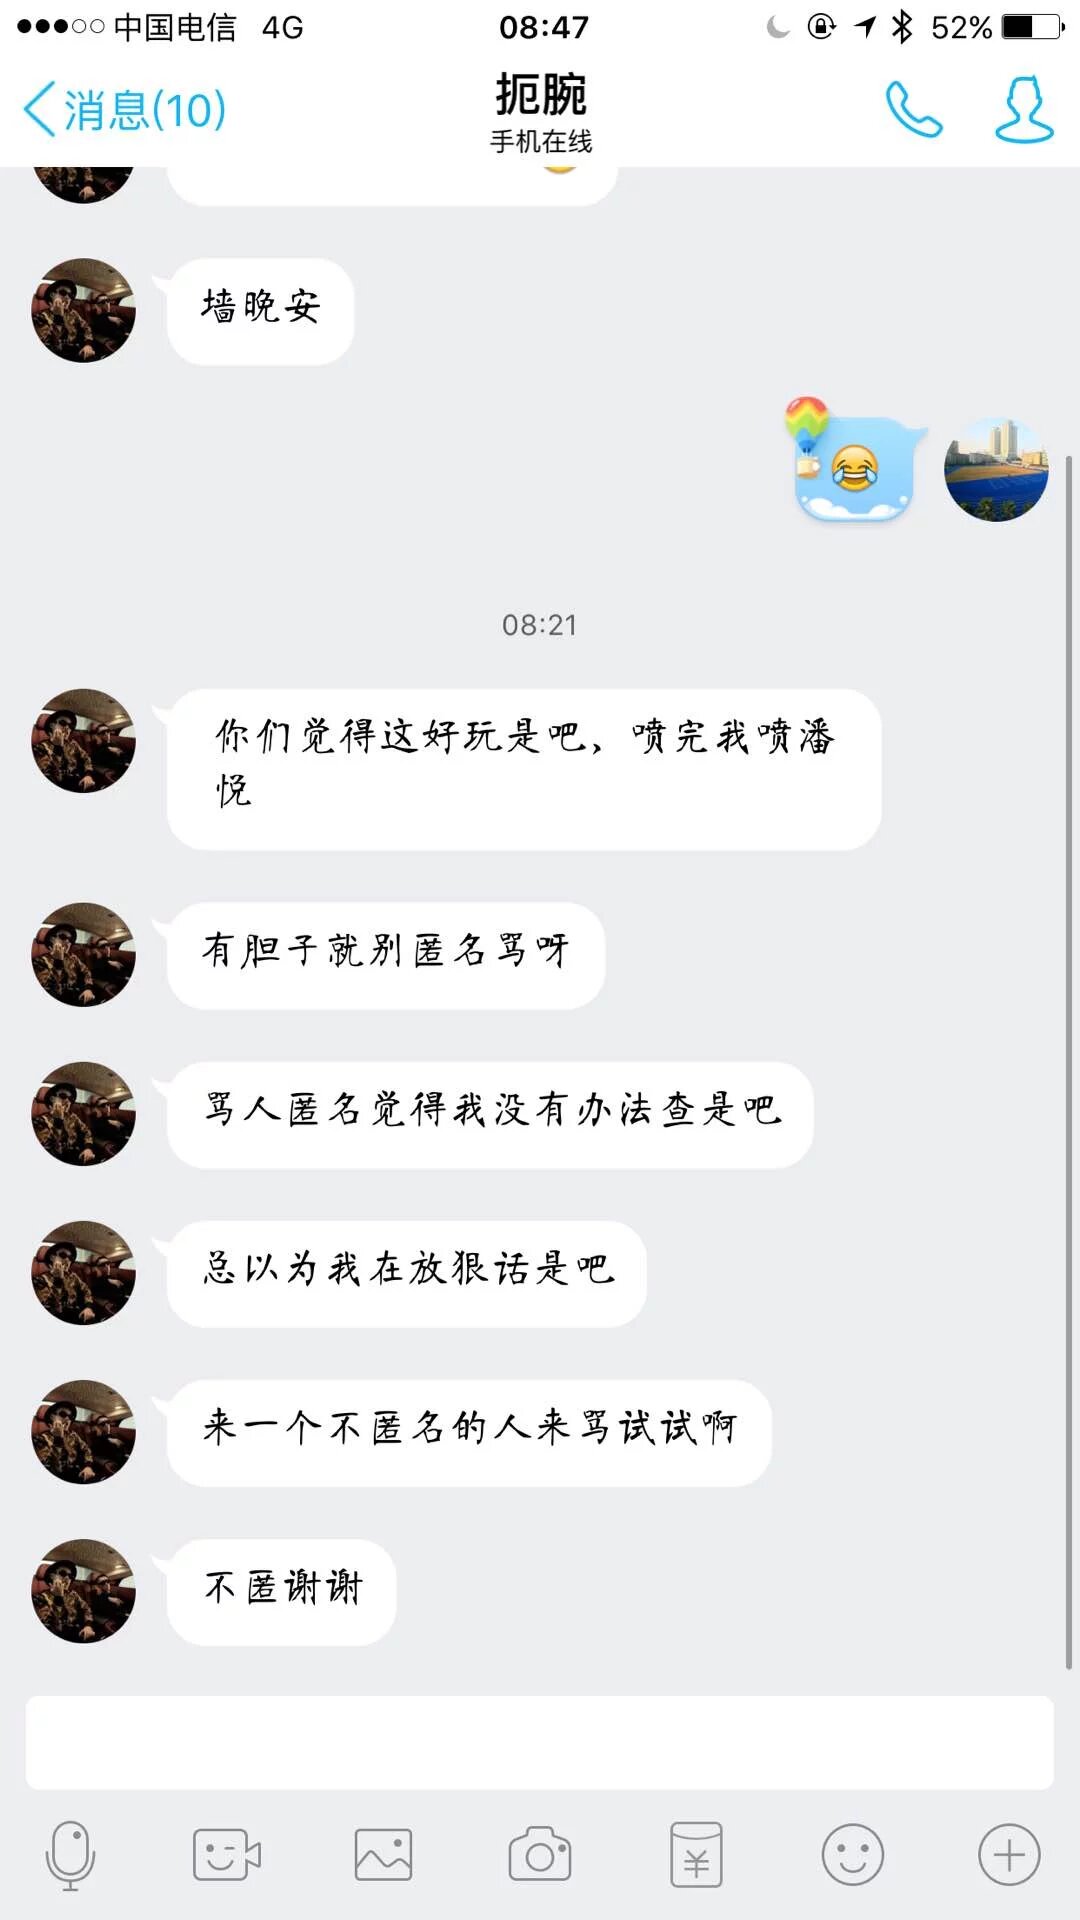 中国电信 4G 08:47 52%
消息(10)
扼腕
手机在线
墙晚安
08:21
你们觉得这好玩是吧，喷完我喷潘
悦
有胆子就别匿名骂呀
骂人匿名觉得我没有办法查是吧
总以为我在放狠话是吧
来一个不匿名的人来骂试试啊
不匿谢谢